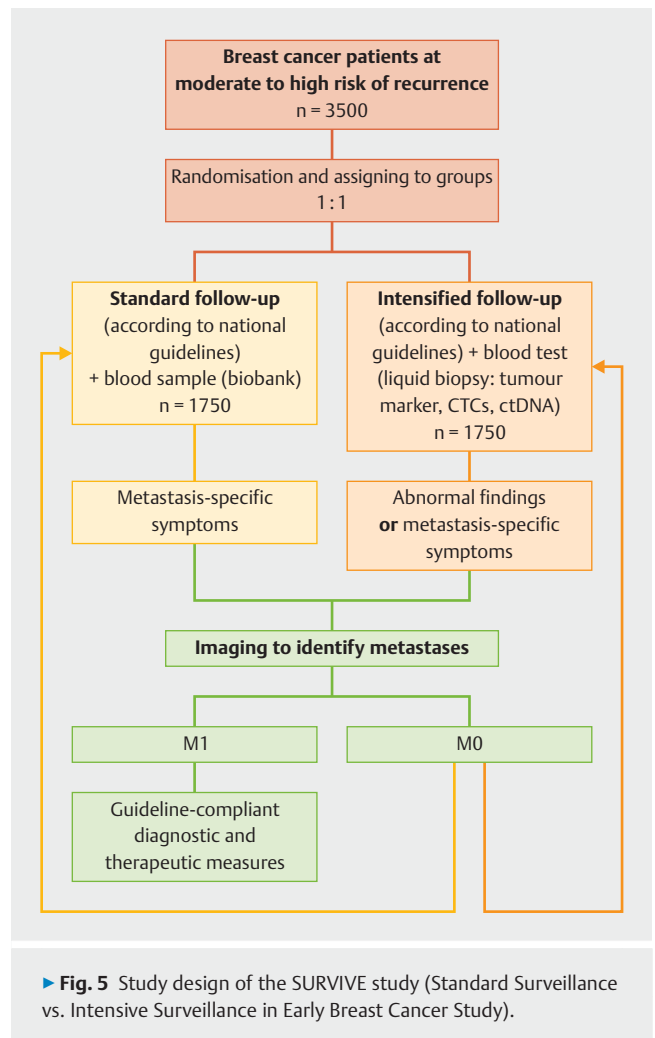 Breast cancer patients at
moderate to high risk of recurrence
n = 3500
Randomisation and assigning to groups
1 : 1
Standard follow-up
(according to national
guidelines)
+ blood sample (biobank)
n = 1750
Intensified follow-up
(according to national
guidelines) + blood test
(liquid biopsy: tumour
marker, CTCs, ctDNA)
n = 1750
Metastasis-specific
symptoms
Abnormal findings
or metastasis-specific
symptoms
Imaging to identify metastases
M1
M0
Guideline-compliant
diagnostic and
therapeutic measures
► Fig. 5 Study design of the SURVIVE study (Standard Surveillance
vs. Intensive Surveillance in Early Breast Cancer Study).